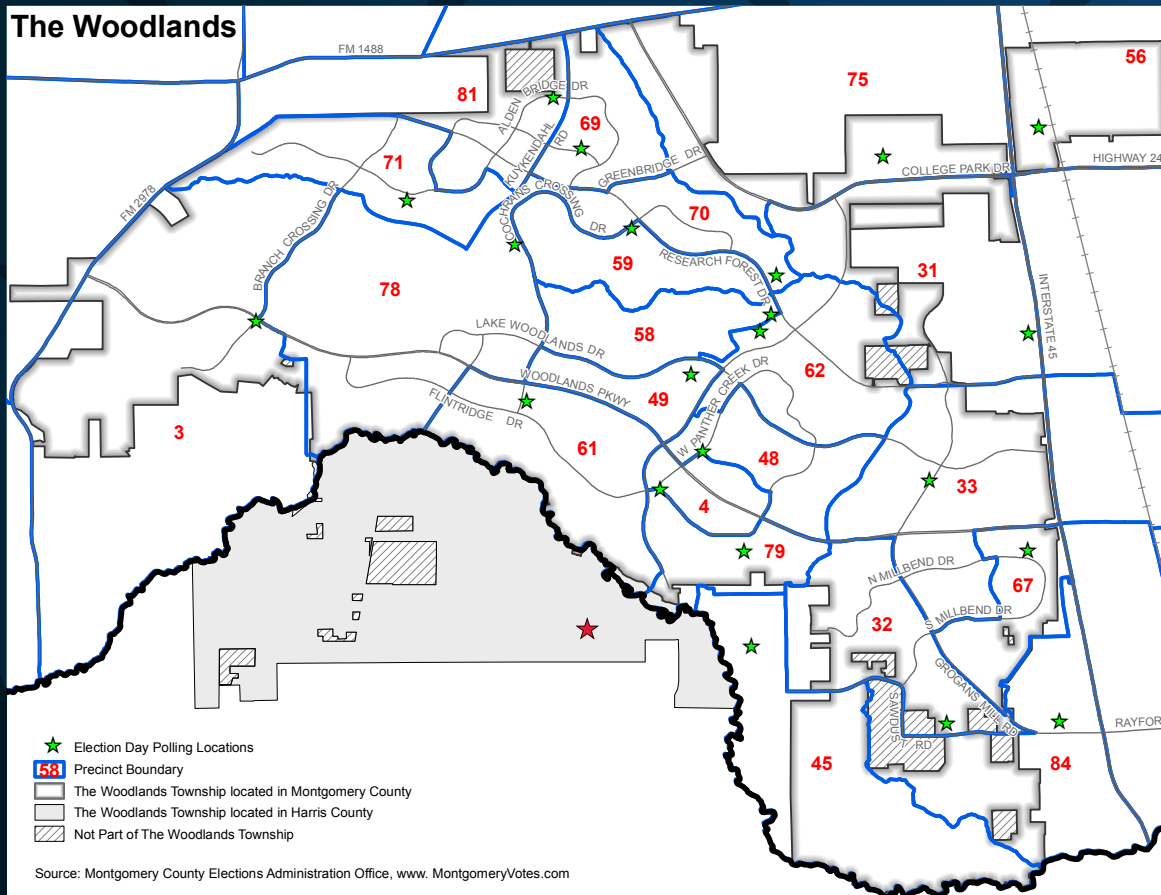 The Woodlands
FM 1488
56
75
81
ALDEN BRIDGE DR
69
KUYKENDAHL RD
71
GREENBRIDGE DR
HIGHWAY 24
COLLEGE PARK DR
FM 2978
COCHRANS CROSSING DR
70
BRANCH CROSSING DR
59
RESEARCH FOREST DR
31
78
INTERSTATE 45
58
LAKE WOODLANDS DR
62
WOODLANDS PKWY
49
W PANTHER CREEK DR
FLINTRIDGE DR
3
61
48
33
4
79
N MILLBEND DR
67
S MILLBEND DR
32
GROGANS MILL RD
SAWDUST RD
RAYFOR
45
84
Election Day Polling Locations
58 Precinct Boundary
The Woodlands Township located in Montgomery County
The Woodlands Township located in Harris County
Not Part of The Woodlands Township
Source: Montgomery County Elections Administration Office, www. MontgomeryVotes.com